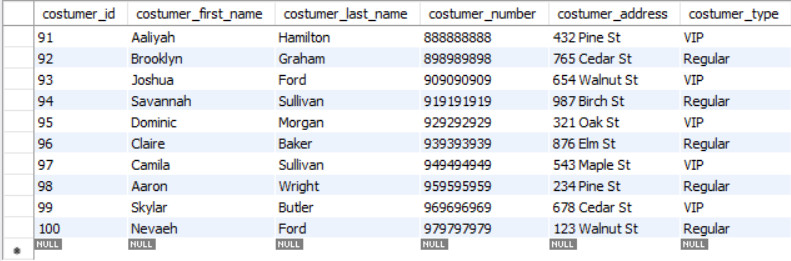 costumer_id costumer_first_name costumer_last_name costumer_number costumer_address costumer_type
91 Aaliyah Hamilton 888888888 432 Pine St VIP
92 Brooklyn Graham 898989898 765 Cedar St Regular
93 Joshua Ford 909090909 654 Walnut St VIP
94 Savannah Sullivan 919191919 987 Birch St Regular
95 Dominic Morgan 929292929 321 Oak St VIP
96 Claire Baker 939393939 876 Elm St Regular
97 Camila Sullivan 949494949 543 Maple St VIP
98 Aaron Wright 959595959 234 Pine St Regular
99 Skylar Butler 969696969 678 Cedar St VIP
100 Nevaeh Ford 979797979 123 Walnut St Regular
NULL NULL NULL NULL NULL NULL